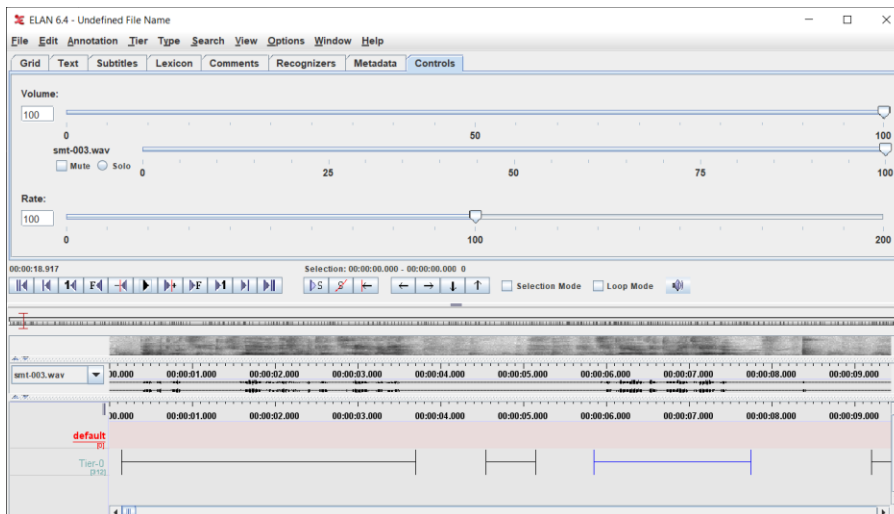 ELAN 6.4 - Undefined File Name
File Edit Annotation Tier Type Search View Options Window Help
Grid Text Subtitles Lexicon Comments Recognizers Metadata Controls
Volume:
100
0 50 100
smt-003.wav
Mute Solo
0 25 50 75 100
Rate:
100
0 100 200
00:00:18.917 Selection: 00:00:00.000 - 00:00:00.000 0
Selection Mode Loop Mode
smt-003.wav
00.000 00:00:01.000 00:00:02.000 00:00:03.000 00:00:04.000 00:00:05.000 00:00:06.000 00:00:07.000 00:00:08.000 00:00:09.000
00.000 00:00:01.000 00:00:02.000 00:00:03.000 00:00:04.000 00:00:05.000 00:00:06.000 00:00:07.000 00:00:08.000 00:00:09.000
default
[0]
Tier-0